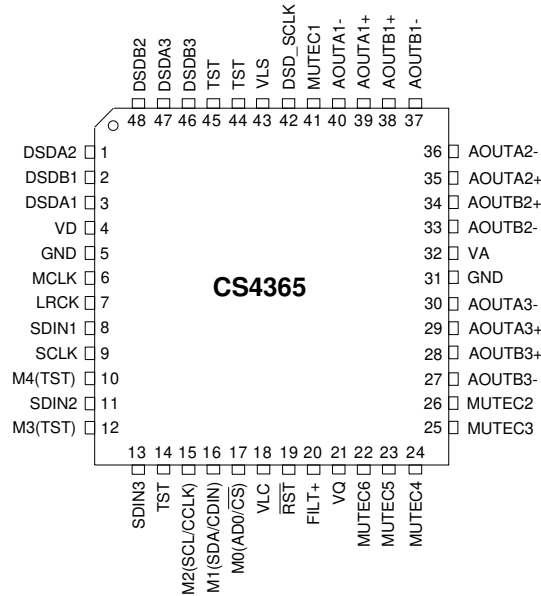 DSDB2
DSDA3
DSDB3
TST
TST
VLS
DSD_SCLK
MUTEC1
AOUTA1-
AOUTA1+
AOUTB1+
AOUTB1-
48 47 46 45 44 43 42 41 40 39 38 37
DSDA2 1
DSDB1 2
DSDA1 3
VD 4
GND 5
MCLK 6
LRCK 7
SDIN1 8
SCLK 9
M4(TST) 10
SDIN2 11
M3(TST) 12
CS4365
36 AOUTA2-
35 AOUTA2+
34 AOUTB2+
33 AOUTB2-
32 VA
31 GND
30 AOUTA3-
29 AOUTA3+
28 AOUTB3+
27 AOUTB3-
26 MUTEC2
25 MUTEC3
13 14 15 16 17 18 19 20 21 22 23 24
SDIN3
TST
M2(SCL/CCLK)
M1(SDA/CDIN)
M0(AD0/C̅S̅)
VLC
R̅S̅T̅
FILT+
VQ
MUTEC6
MUTEC5
MUTEC4